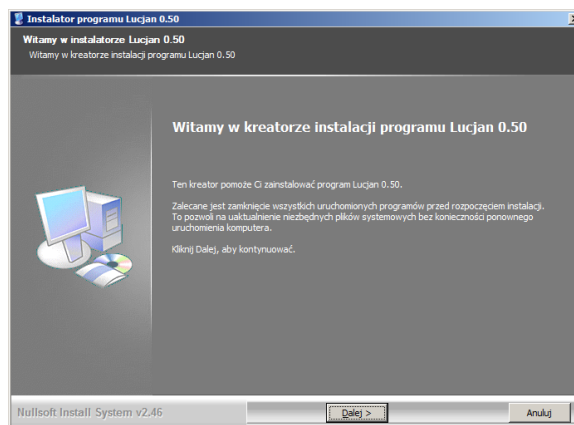 Instalator programu Lucjan 0.50
Witamy w instalatorze Lucjan 0.50
Witamy w kreatorze instalacji programu Lucjan 0.50
Witamy w kreatorze instalacji programu Lucjan 0.50
Ten kreator pomoże Ci zainstalować program Lucjan 0.50.
Zalecane jest zamknięcie wszystkich uruchomionych programów przed rozpoczęciem instalacji.
To pozwoli na uaktualnienie niezbędnych plików systemowych bez konieczności ponownego
uruchomienia komputera.
Kliknij Dalej, aby kontynuować.
Nullsoft Install System v2.46
Dalej >
Anuluj